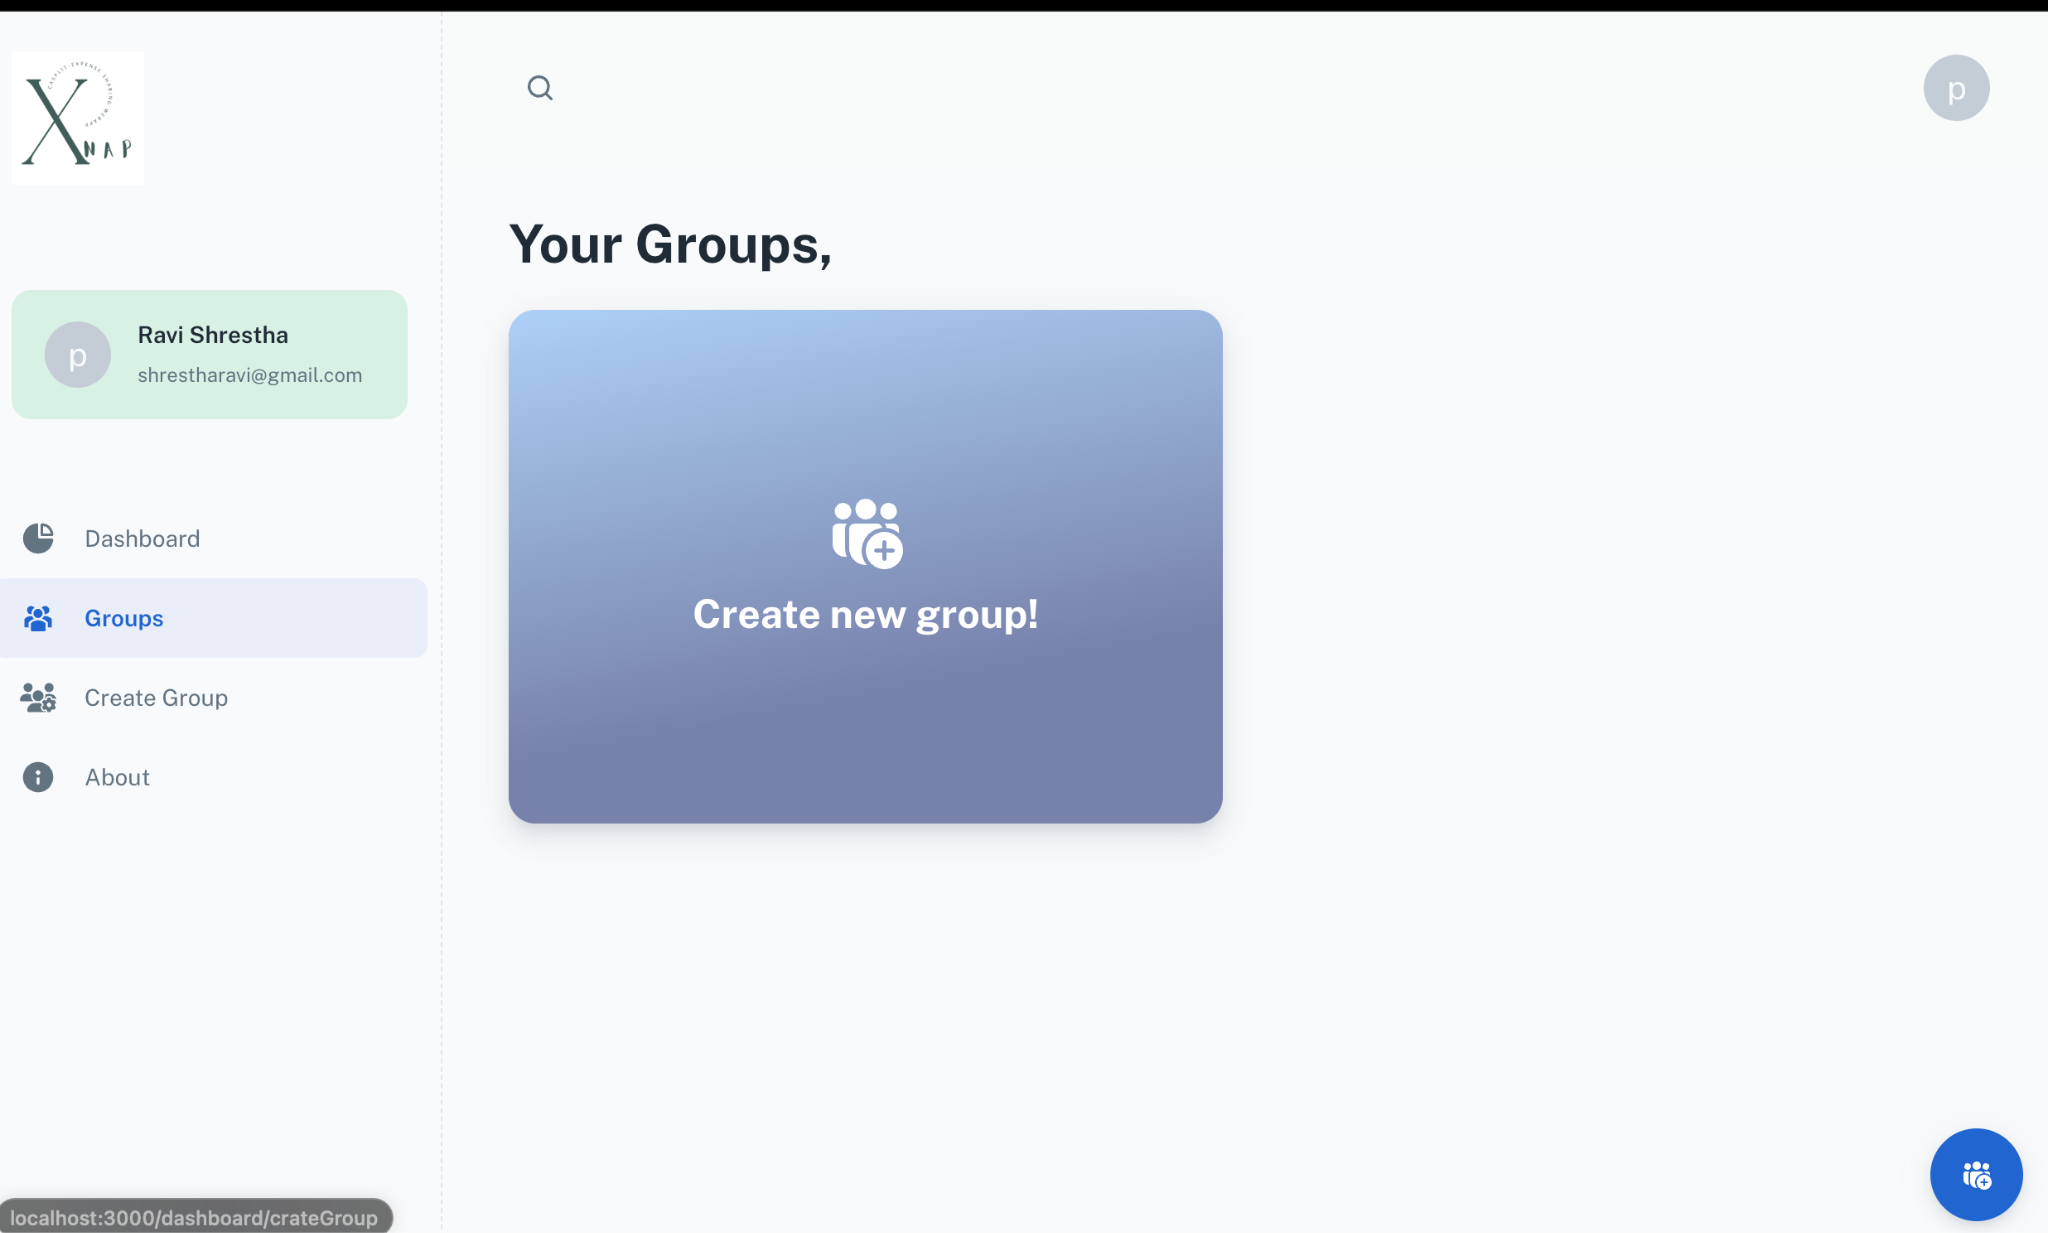 X NAP
p
Your Groups,
p
Ravi Shrestha
shrestharavi@gmail.com
Dashboard
Groups
Create Group
About
Create new group!
localhost:3000/dashboard/crateGroup